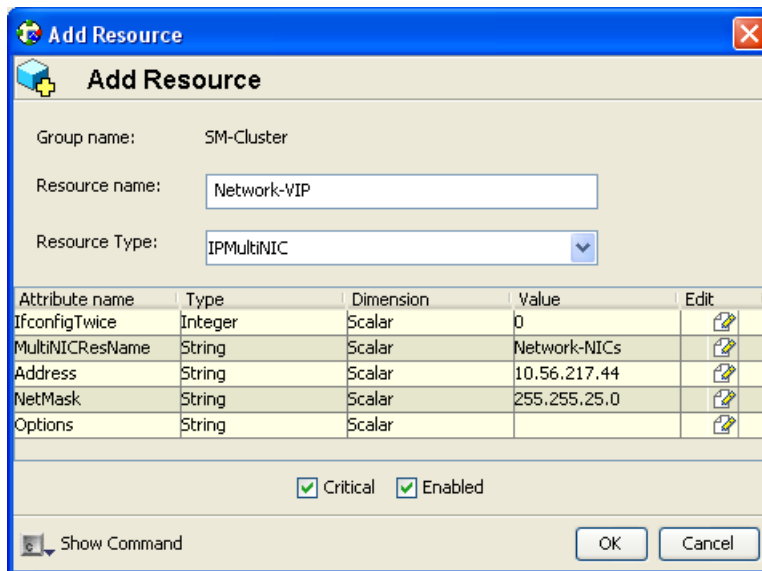 Add Resource
Add Resource
Group name: SM-Cluster
Resource name: Network-VIP
Resource Type: IPMultiNIC
Attribute name Type Dimension Value Edit
IfconfigTwice Integer Scalar 0
MultiNICResName String Scalar Network-NICs
Address String Scalar 10.56.217.44
NetMask String Scalar 255.255.25.0
Options String Scalar
Critical Enabled
Show Command OK Cancel